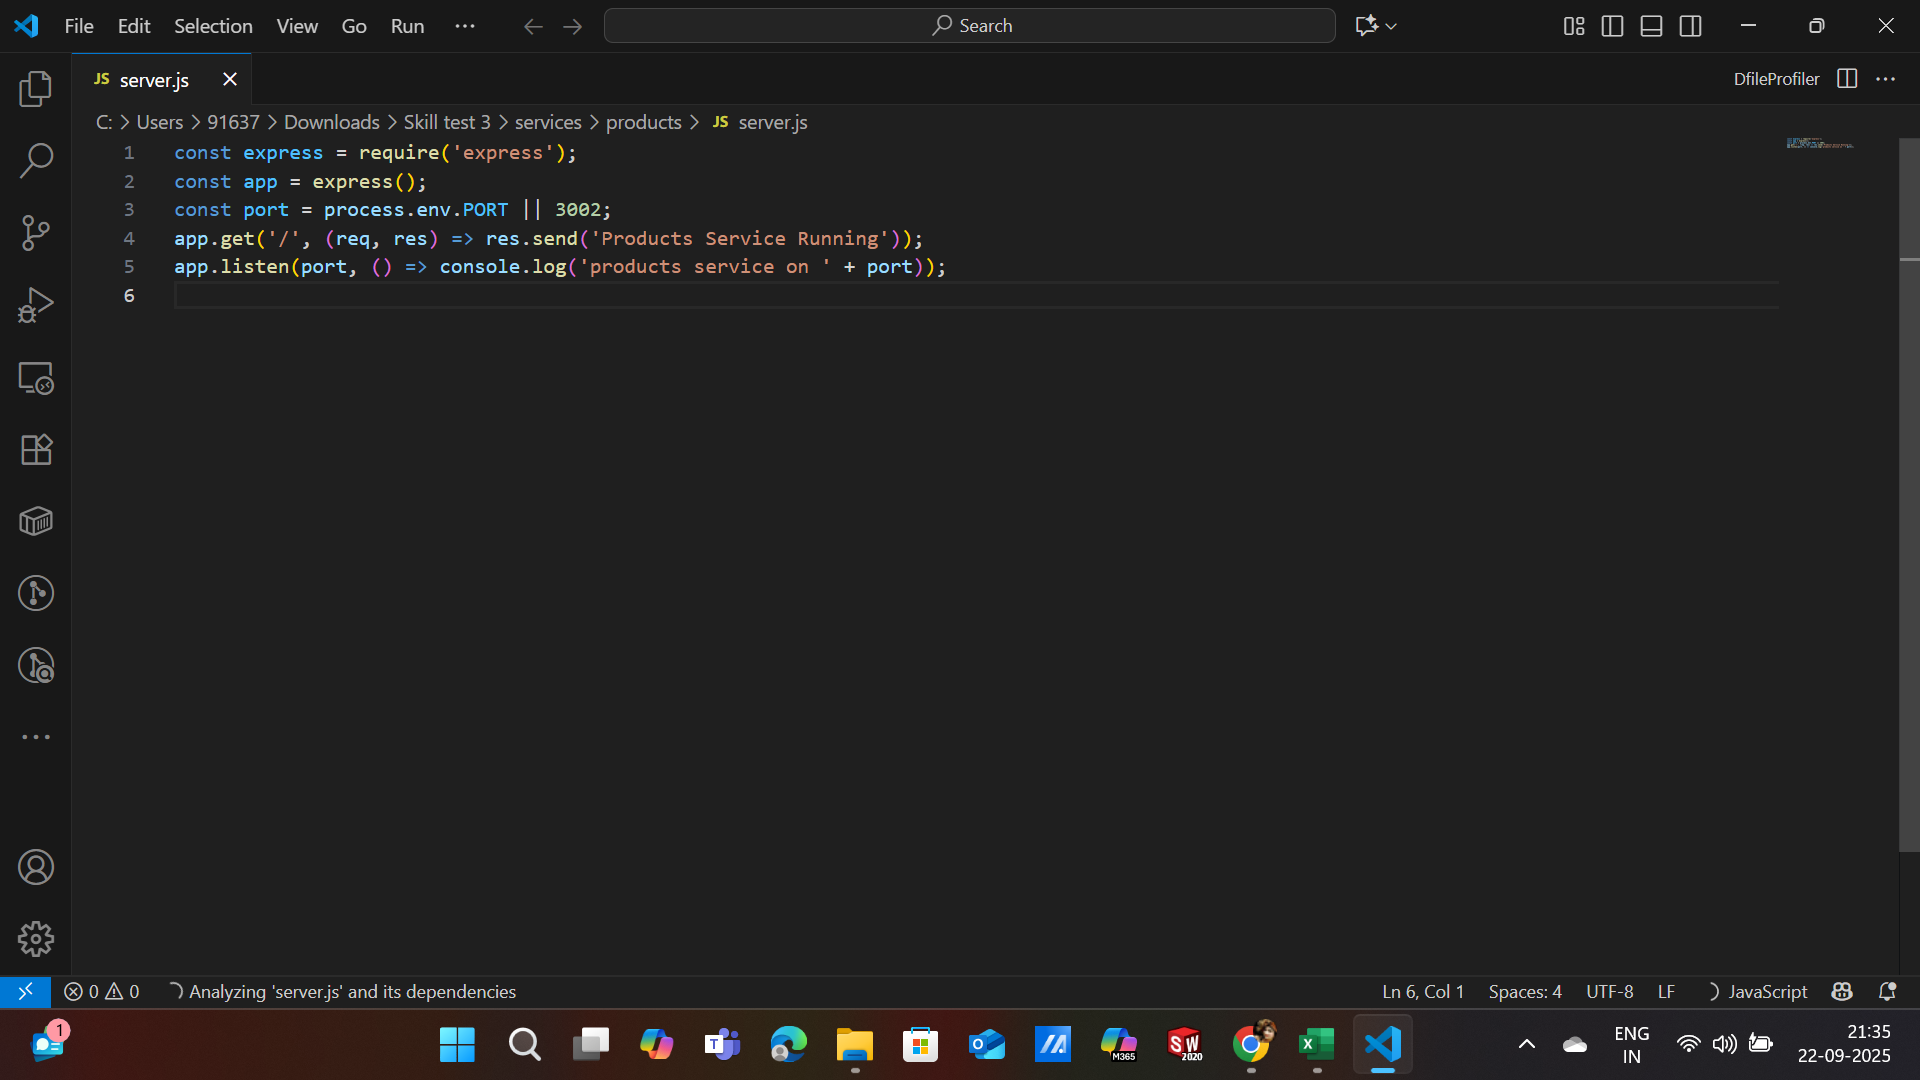 File Edit Selection View Go Run ··· Search
JS server.js DfileProfiler ···
C: > Users > 91637 > Downloads > Skill test 3 > services > products > JS server.js
1 const express = require('express');
2 const app = express();
3 const port = process.env.PORT || 3002;
4 app.get('/', (req, res) => res.send('Products Service Running'));
5 app.listen(port, () => console.log('products service on ' + port));
6
0 0 Analyzing 'server.js' and its dependencies Ln 6, Col 1 Spaces: 4 UTF-8 LF JavaScript
1 T O M365 SW 2020 X ENG 21:35
IN 22-09-2025